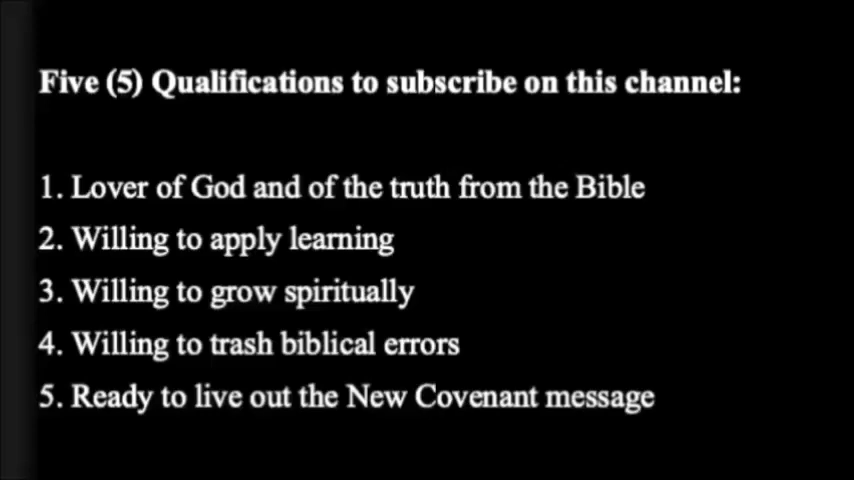 Five (5) Qualifications to subscribe on this channel:
1. Lover of God and of the truth from the Bible
2. Willing to apply learning
3. Willing to grow spiritually
4. Willing to trash biblical errors
5. Ready to live out the New Covenant message